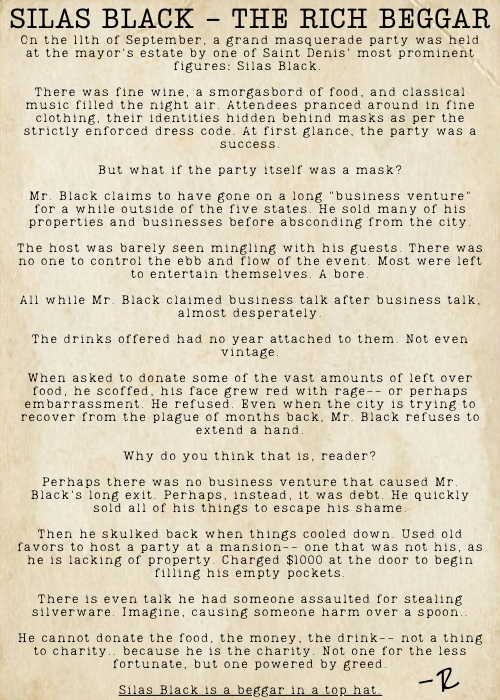 SILAS BLACK – THE RICH BEGGAR
On the 11th of September, a grand masquerade party was held
at the mayor's estate by one of Saint Denis' most prominent
figures: Silas Black.
There was fine wine, a smorgasbord of food, and classical
music filled the night air. Attendees pranced around in fine
clothing, their identities hidden behind masks as per the
strictly enforced dress code. At first glance, the party was a
success.
But what if the party itself was a mask?
Mr. Black claims to have gone on a long "business venture"
for a while outside of the five states. He sold many of his
properties and businesses before absconding from the city.
The host was barely seen mingling with his guests. There was
no one to control the ebb and flow of the event. Most were left
to entertain themselves. A bore.
All while Mr. Black claimed business talk after business talk,
almost desperately.
The drinks offered had no year attached to them. Not even
vintage.
When asked to donate some of the vast amounts of left over
food, he scoffed, his face grew red with rage-- or perhaps
embarrassment. He refused. Even when the city is trying to
recover from the plague of months back, Mr. Black refuses to
extend a hand.
Why do you think that is, reader?
Perhaps there was no business venture that caused Mr.
Black's long exit. Perhaps, instead, it was debt. He quickly
sold all of his things to escape his shame.
Then he skulked back when things cooled down. Used old
favors to host a party at a mansion-- one that was not his, as
he is lacking of property. Charged $1000 at the door to begin
filling his empty pockets.
There is even talk he had someone assaulted for stealing
silverware. Imagine, causing someone harm over a spoon..
He cannot donate the food, the money, the drink-- not a thing
to charity.. because he is the charity. Not one for the less
fortunate, but one powered by greed.
Silas Black is a beggar in a top hat.
-R